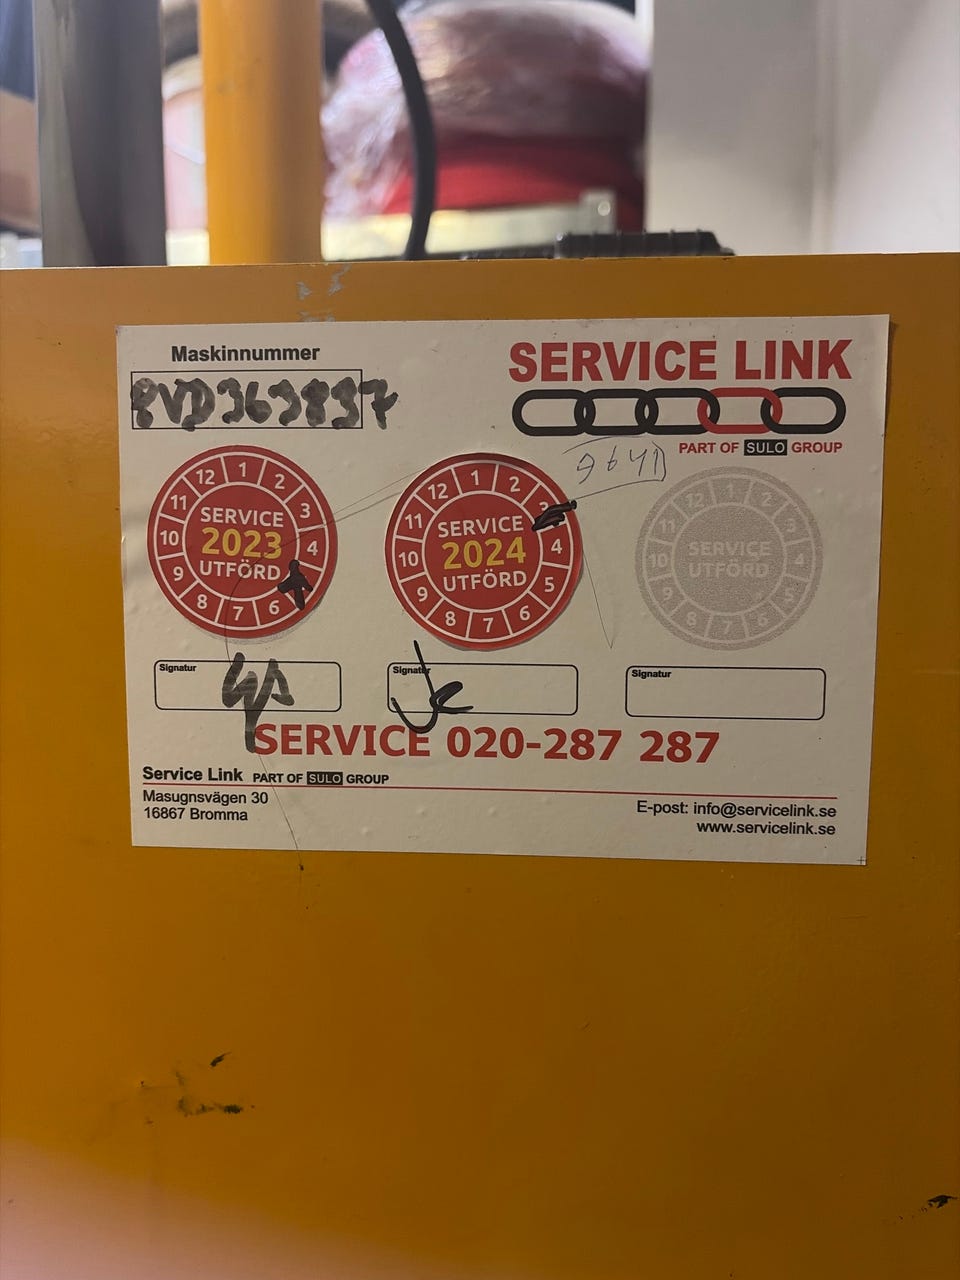 Maskinnummer
SERVICE LINK
PART OF SULO GROUP
12 1 2 3 4 6 7 8 9 10 11
SERVICE
2023
UTFÖRD
12 1 2 3 4 5 6 7 8 9 10 11
SERVICE
2024
UTFÖRD
12 1 2 3 4 5 6 7 8 9 10 11
SERVICE
UTFÖRD
Signatur
Signatur
Signatur
SERVICE 020-287 287
Service Link PART OF SULO GROUP
Masugnsvägen 30
16867 Bromma
E-post: info@servicelink.se
www.servicelink.se